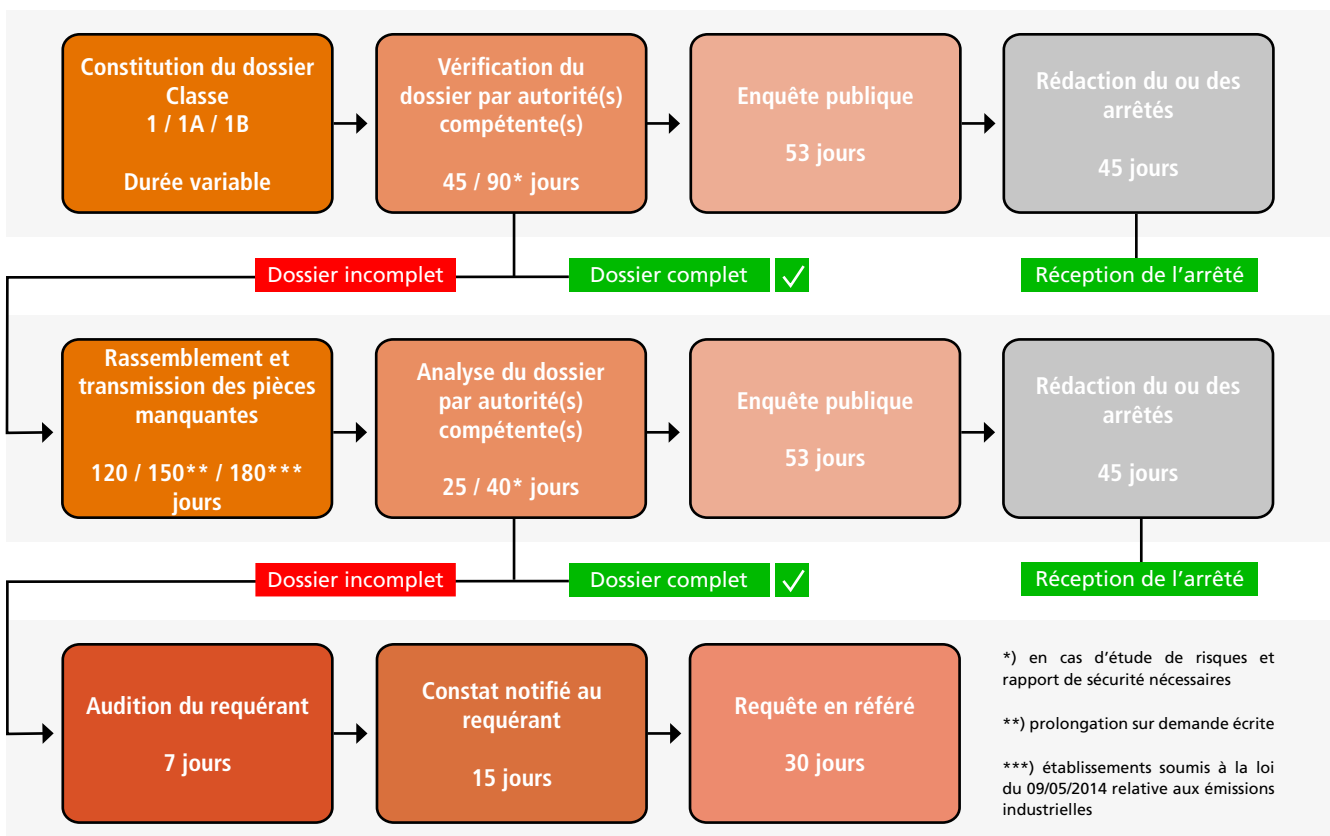 Constitution du dossier
Classe
1 / 1A / 1B
Durée variable
Vérification du
dossier par autorité(s)
compétente(s)
45 / 90* jours
Enquête publique
53 jours
Rédaction du ou des
arrêtés
45 jours
Dossier incomplet
Dossier complet
Réception de l'arrêté
Rassemblement et
transmission des pièces
manquantes
120 / 150** / 180***
jours
Analyse du dossier
par autorité(s)
compétente(s)
25 / 40* jours
Enquête publique
53 jours
Rédaction du ou des
arrêtés
45 jours
Dossier incomplet
Dossier complet
Réception de l'arrêté
Audition du requérant
7 jours
Constat notifié au
requérant
15 jours
Requête en référé
30 jours
*) en cas d'étude de risques et
rapport de sécurité nécessaires
**) prolongation sur demande écrite
***) établissements soumis à la loi
du 09/05/2014 relative aux émissions
industrielles